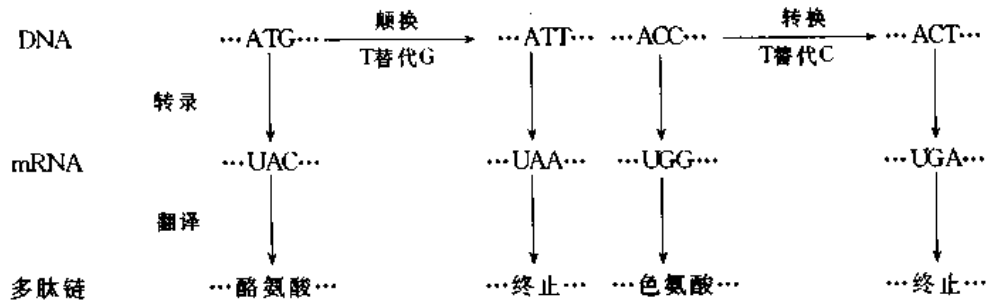 颠换 转换
DNA …ATG… T替代G …ATT… …ACC… T替代C …ACT…
转录
mRNA …UAC… …UAA… …UGG… …UGA…
翻译
多肽链 …酪氨酸… …终止… …色氨酸… …终止…